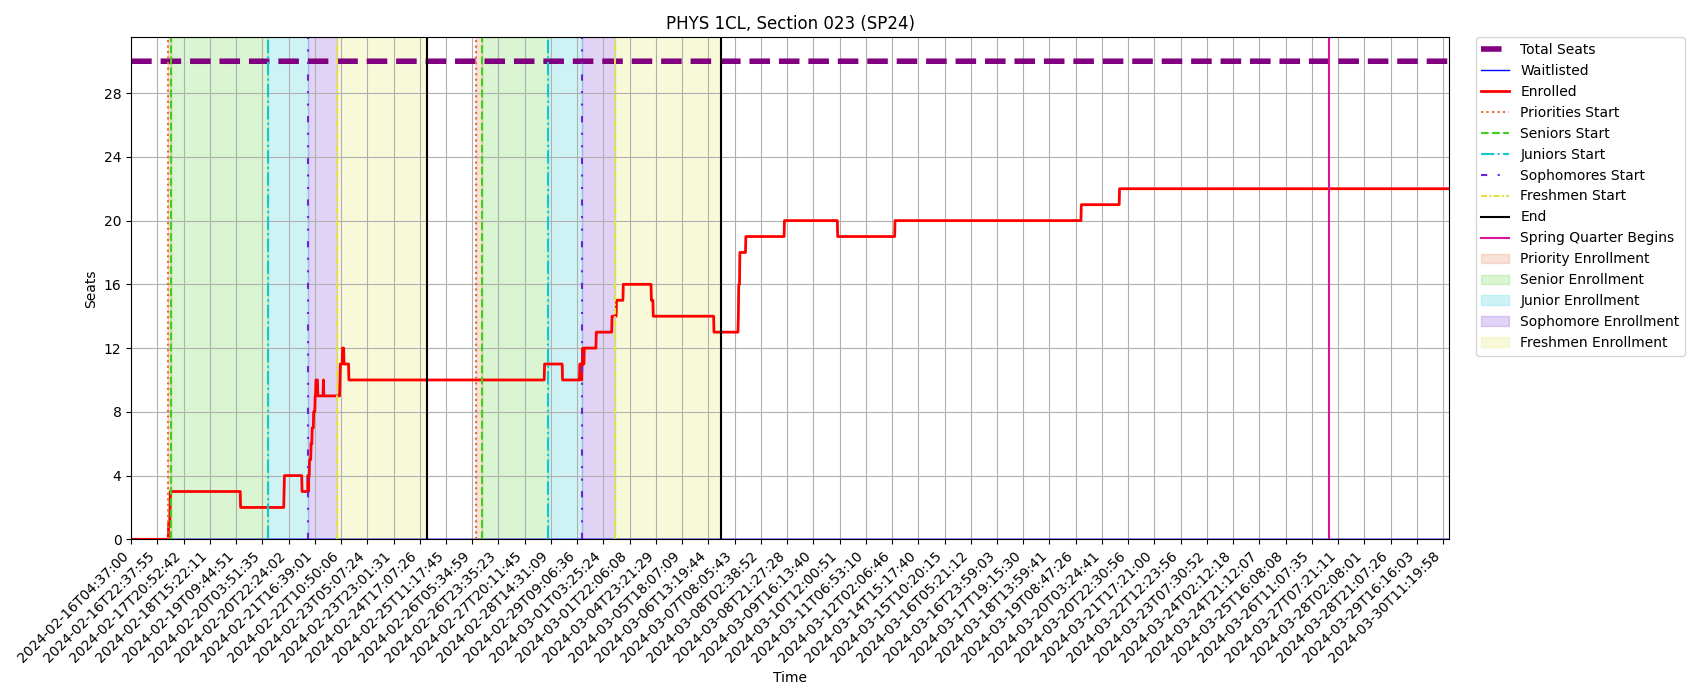 PHYS 1CL, Section 023 (SP24)
Seats
28
24
20
16
12
8
4
0
2024-02-16T04:37:00
2024-02-16T22:37:55
2024-02-17T20:52:42
2024-02-18T15:22:11
2024-02-19T09:44:51
2024-02-20T03:51:35
2024-02-20T22:24:02
2024-02-21T16:39:01
2024-02-22T10:50:06
2024-02-23T05:07:24
2024-02-23T23:01:31
2024-02-24T17:07:26
2024-02-25T11:17:45
2024-02-26T05:34:59
2024-02-26T23:35:23
2024-02-27T20:11:45
2024-02-28T14:31:09
2024-02-29T09:06:36
2024-03-01T03:25:24
2024-03-01T22:06:08
2024-03-04T23:21:29
2024-03-05T18:07:09
2024-03-06T13:19:44
2024-03-07T08:05:43
2024-03-08T02:38:52
2024-03-08T21:27:28
2024-03-09T16:13:40
2024-03-10T12:00:51
2024-03-11T06:53:10
2024-03-12T02:06:46
2024-03-14T15:17:40
2024-03-15T10:20:15
2024-03-16T05:21:12
2024-03-16T23:59:03
2024-03-17T19:15:30
2024-03-18T13:59:41
2024-03-19T08:47:26
2024-03-20T03:24:41
2024-03-20T22:30:56
2024-03-21T17:21:00
2024-03-22T12:23:56
2024-03-23T07:30:52
2024-03-24T02:12:18
2024-03-24T21:12:07
2024-03-25T16:08:08
2024-03-26T11:07:35
2024-03-27T07:21:11
2024-03-28T02:08:01
2024-03-28T21:07:26
2024-03-29T16:16:03
2024-03-30T11:19:58
Time
Total Seats
Waitlisted
Enrolled
Priorities Start
Seniors Start
Juniors Start
Sophomores Start
Freshmen Start
End
Spring Quarter Begins
Priority Enrollment
Senior Enrollment
Junior Enrollment
Sophomore Enrollment
Freshmen Enrollment